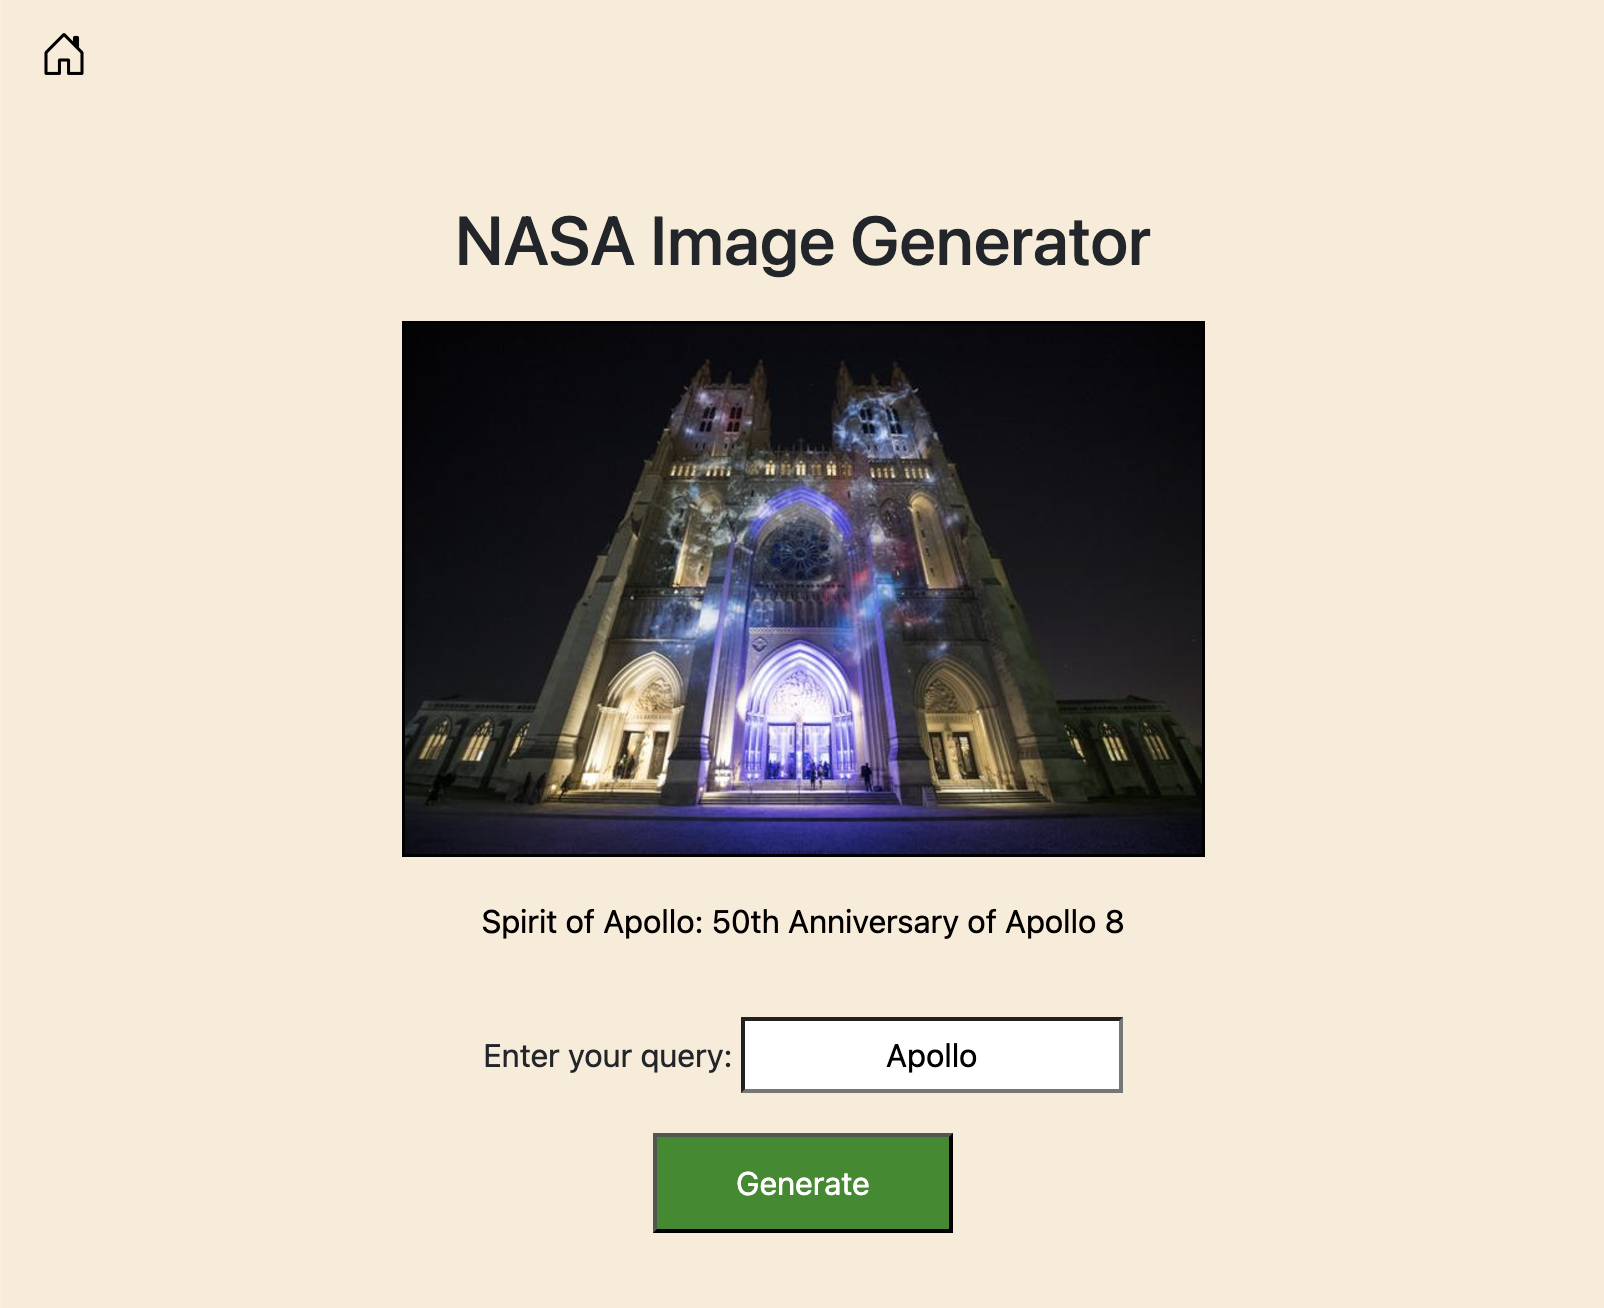 NASA Image Generator
Spirit of Apollo: 50th Anniversary of Apollo 8
Enter your query: Apollo
Generate